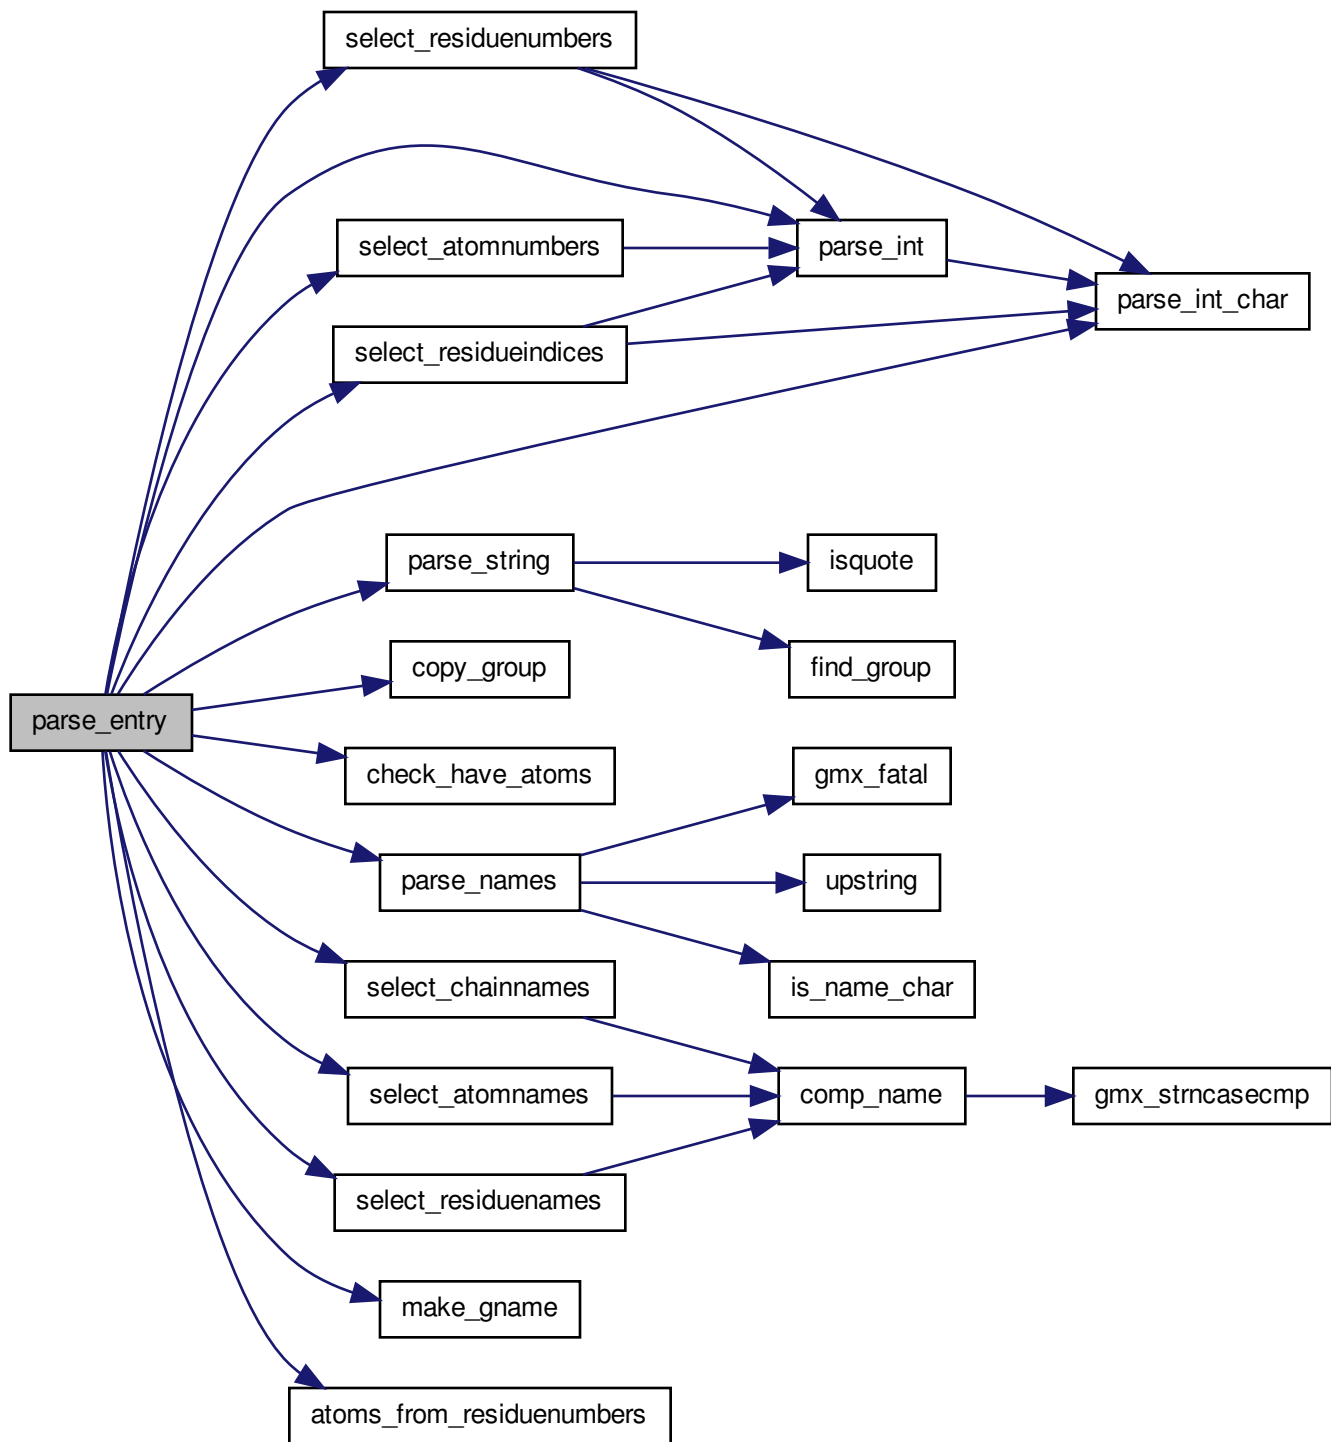 select_residuenumbers
select_atomnumbers
parse_int
parse_int_char
select_residueindices
parse_string
isquote
copy_group
find_group
parse_entry
check_have_atoms
gmx_fatal
parse_names
upstring
select_chainnames
is_name_char
select_atomnames
comp_name
gmx_strncasecmp
select_residuenames
make_gname
atoms_from_residuenumbers